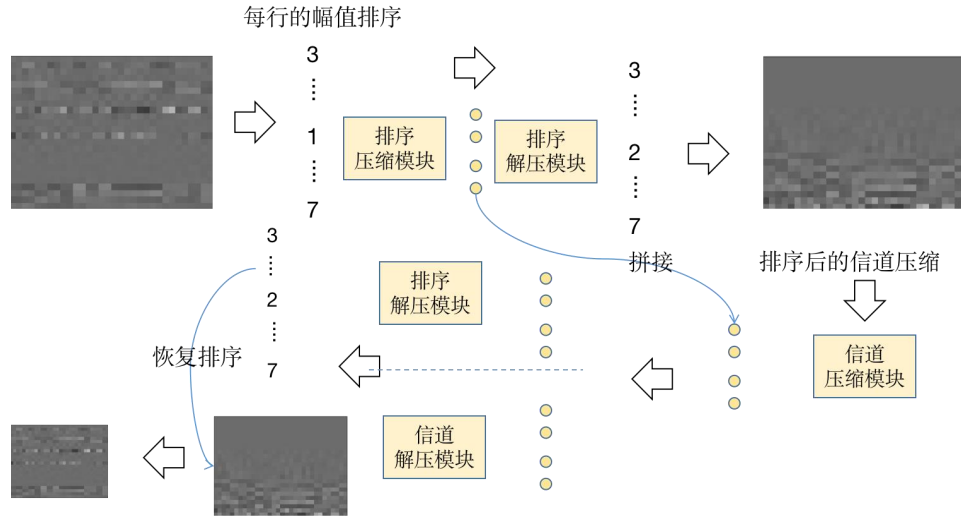 每行的幅值排序
3
⋮
1
⋮
7
排序
压缩模块
排序
解压模块
3
⋮
2
⋮
7
拼接
排序后的信道压缩
信道
压缩模块
排序
解压模块
3
⋮
2
⋮
7
恢复排序
信道
解压模块